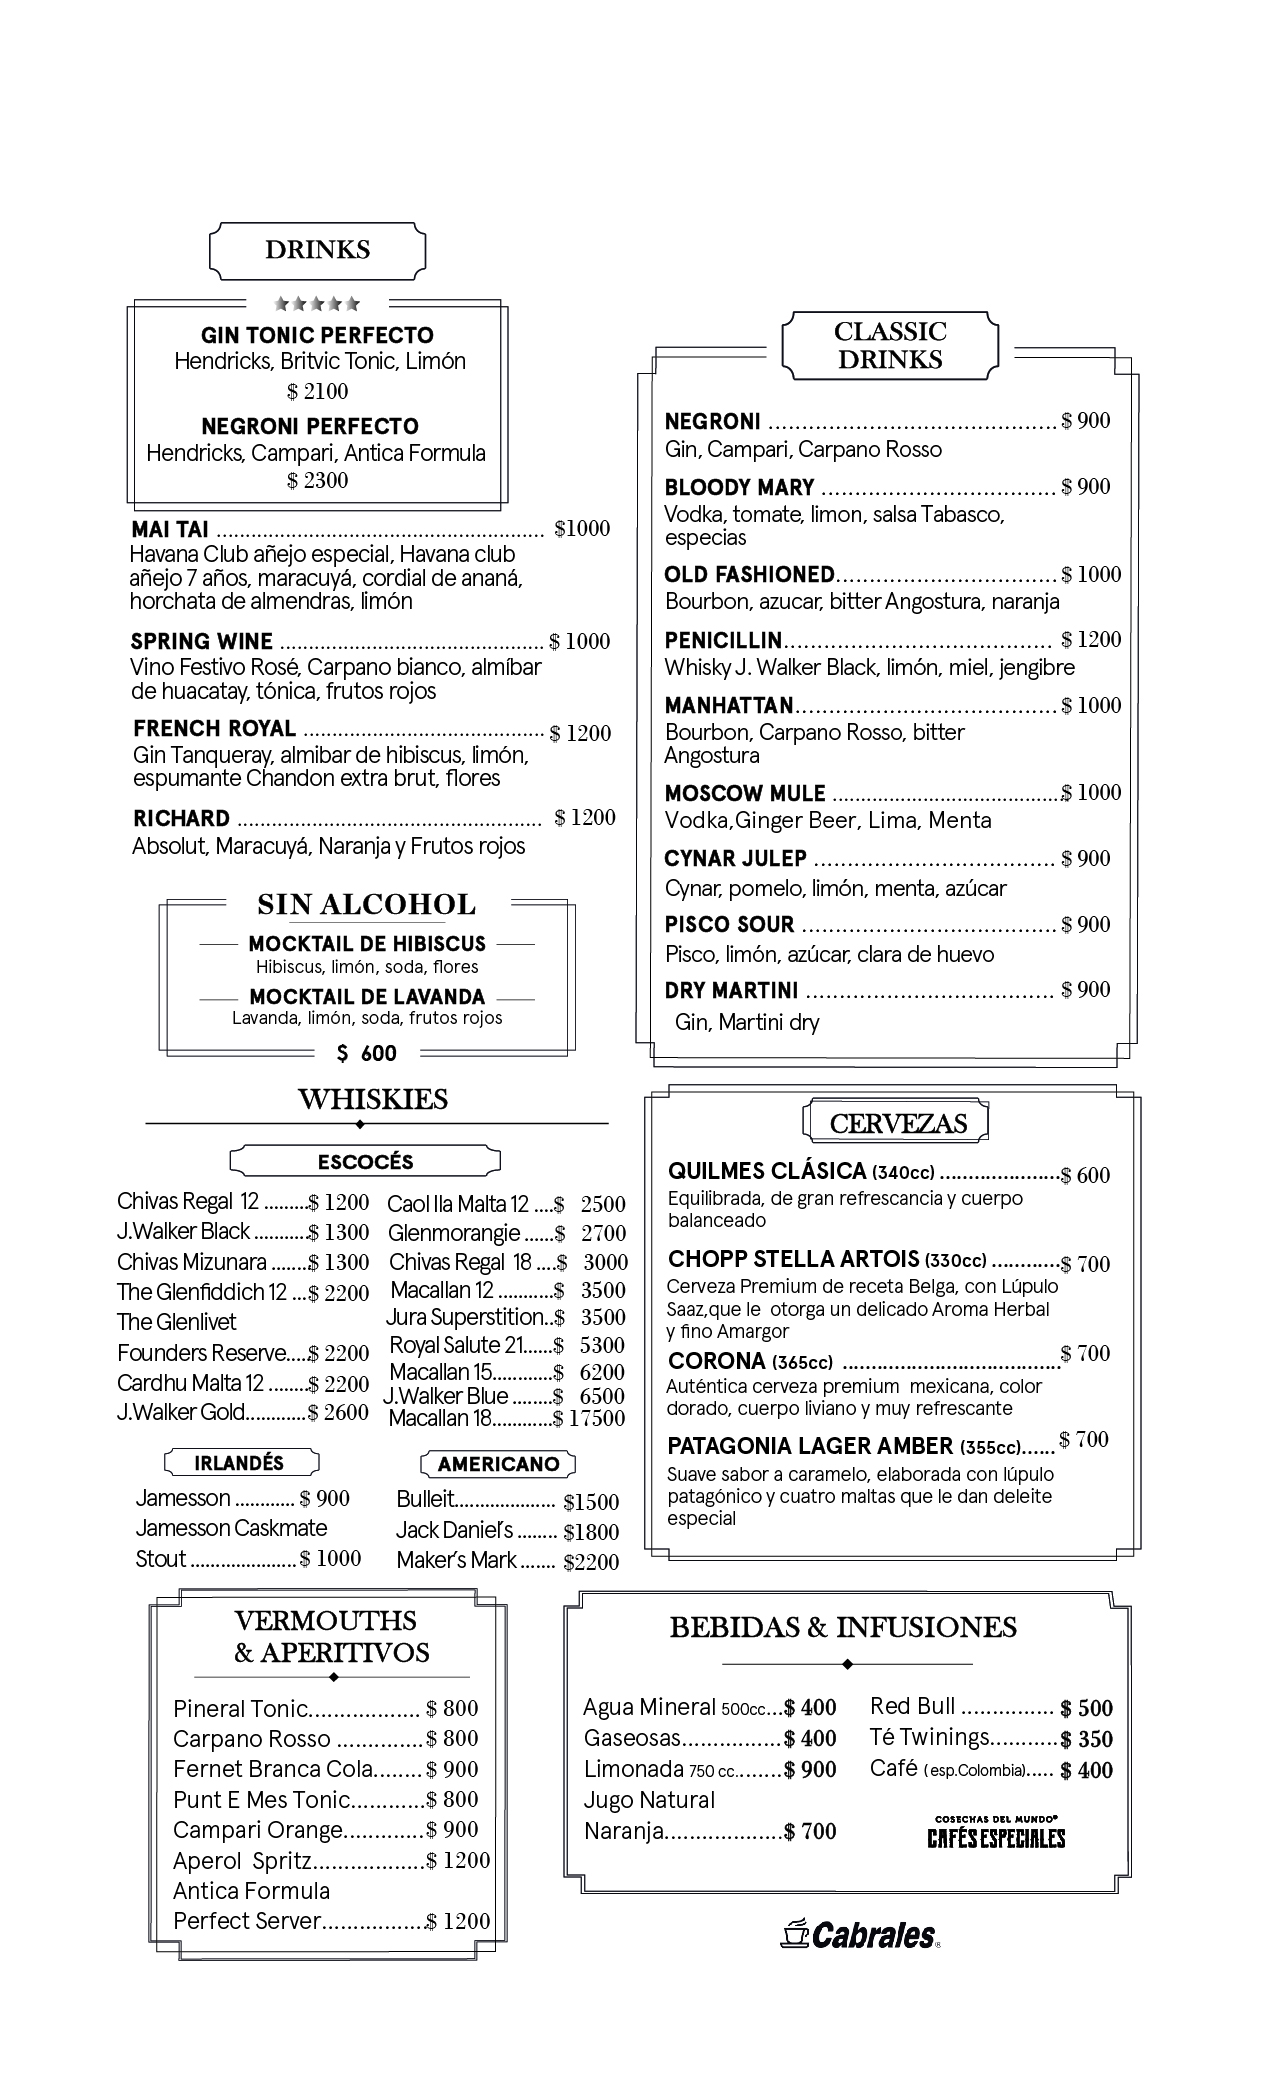 DRINKS
GIN TONIC PERFECTO
Hendricks, Britvic Tonic, Limón
$ 2100
NEGRONI PERFECTO
Hendricks, Campari, Antica Formula
$ 2300
MAI TAI ................................................ $1000
Havana Club añejo especial, Havana club
añejo 7 años, maracuyá, cordial de ananá,
horchata de almendras, limón
SPRING WINE ....................................... $ 1000
Vino Festivo Rosé, Carpano bianco, almíbar
de huacatay, tónica, frutos rojos
FRENCH ROYAL ................................... $ 1200
Gin Tanqueray, almibar de hibiscus, limón,
espumante Chandon extra brut, flores
RICHARD ............................................. $ 1200
Absolut, Maracuyá, Naranja y Frutos rojos
SIN ALCOHOL
MOCKTAIL DE HIBISCUS
Hibiscus, limón, soda, flores
MOCKTAIL DE LAVANDA
Lavanda, limón, soda, frutos rojos
$ 600
CLASSIC
DRINKS
NEGRONI ........................................... $ 900
Gin, Campari, Carpano Rosso
BLOODY MARY ................................... $ 900
Vodka, tomate, limon, salsa Tabasco,
especias
OLD FASHIONED................................. $ 1000
Bourbon, azucar, bitter Angostura, naranja
PENICILLIN........................................ $ 1200
Whisky J. Walker Black, limón, miel, jengibre
MANHATTAN....................................... $ 1000
Bourbon, Carpano Rosso, bitter
Angostura
MOSCOW MULE ...................................$ 1000
Vodka,Ginger Beer, Lima, Menta
CYNAR JULEP .................................... $ 900
Cynar, pomelo, limón, menta, azúcar
PISCO SOUR ...................................... $ 900
Pisco, limón, azúcar, clara de huevo
DRY MARTINI ..................................... $ 900
Gin, Martini dry
WHISKIES
ESCOCÉS
Chivas Regal 12 .........$ 1200
J.Walker Black ...........$ 1300
Chivas Mizunara .......$ 1300
The Glenfiddich 12 ...$ 2200
The Glenlivet
Founders Reserve....$ 2200
Cardhu Malta 12 ........$ 2200
J.Walker Gold............$ 2600
Caol Ila Malta 12 ....$ 2500
Glenmorangie ......$ 2700
Chivas Regal 18 ....$ 3000
Macallan 12 ...........$ 3500
Jura Superstition..$ 3500
Royal Salute 21......$ 5300
Macallan 15............$ 6200
J.Walker Blue ........$ 6500
Macallan 18............$ 17500
IRLANDÉS
Jamesson ............ $ 900
Jamesson Caskmate
Stout ..................... $ 1000
AMERICANO
Bulleit.................... $1500
Jack Daniel's ........ $1800
Maker's Mark ....... $2200
CERVEZAS
QUILMES CLÁSICA (340cc) .....................$ 600
Equilibrada, de gran refrescancia y cuerpo
balanceado
CHOPP STELLA ARTOIS (330cc) ............$ 700
Cerveza Premium de receta Belga, con Lúpulo
Saaz,que le otorga un delicado Aroma Herbal
y fino Amargor
CORONA (365cc) ......................................$ 700
Auténtica cerveza premium mexicana, color
dorado, cuerpo liviano y muy refrescante
PATAGONIA LAGER AMBER (355cc)...... $ 700
Suave sabor a caramelo, elaborada con lúpulo
patagónico y cuatro maltas que le dan deleite
especial
VERMOUTHS
& APERITIVOS
Pineral Tonic.................. $ 800
Carpano Rosso ..............$ 800
Fernet Branca Cola........ $ 900
Punt E Mes Tonic............$ 800
Campari Orange.............$ 900
Aperol Spritz..................$ 1200
Antica Formula
Perfect Server.................$ 1200
BEBIDAS & INFUSIONES
Agua Mineral 500cc...$ 400
Gaseosas................$ 400
Limonada 750 cc........$ 900
Jugo Natural
Naranja...................$ 700
Red Bull ............... $ 500
Té Twinings...........$ 350
Café (esp.Colombia)..... $ 400
COSECHAS DEL MUNDO®
CAFÉS ESPECIALES
Cabrales®